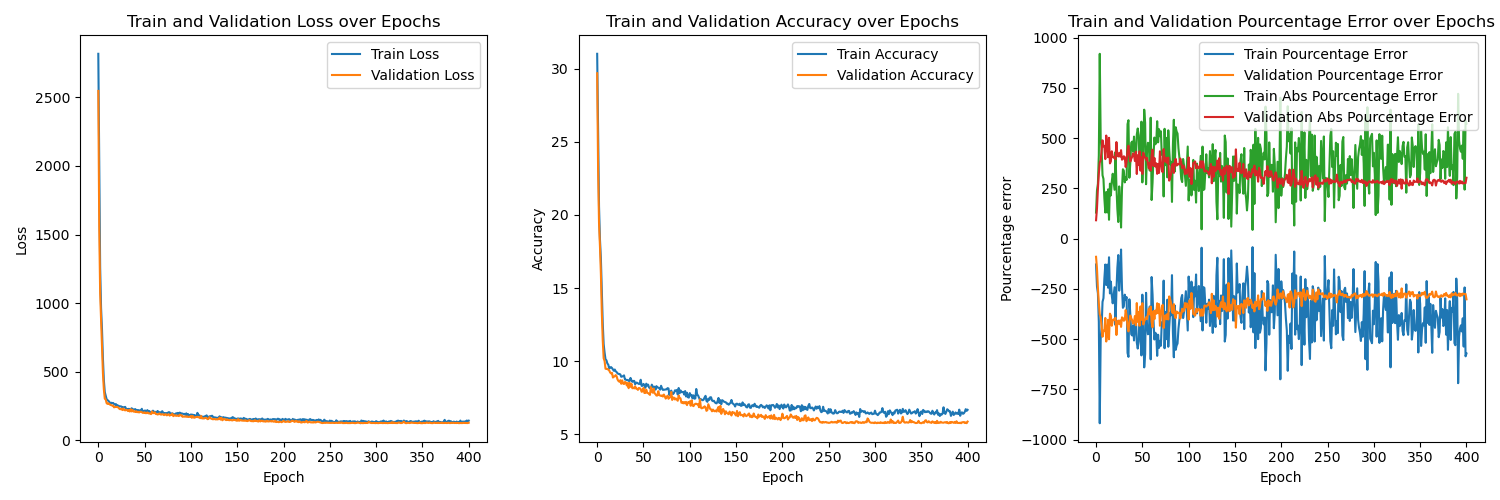 Train and Validation Loss over Epochs
Train Loss
Validation Loss
Loss
2500
2000
1500
1000
500
0
0 50 100 150 200 250 300 350 400
Epoch
Train and Validation Accuracy over Epochs
Train Accuracy
Validation Accuracy
Accuracy
30
25
20
15
10
5
0 50 100 150 200 250 300 350 400
Epoch
Train and Validation Pourcentage Error over Epochs
Train Pourcentage Error
Validation Pourcentage Error
Train Abs Pourcentage Error
Validation Abs Pourcentage Error
Pourcentage error
1000
750
500
250
0
−250
−500
−750
−1000
0 50 100 150 200 250 300 350 400
Epoch